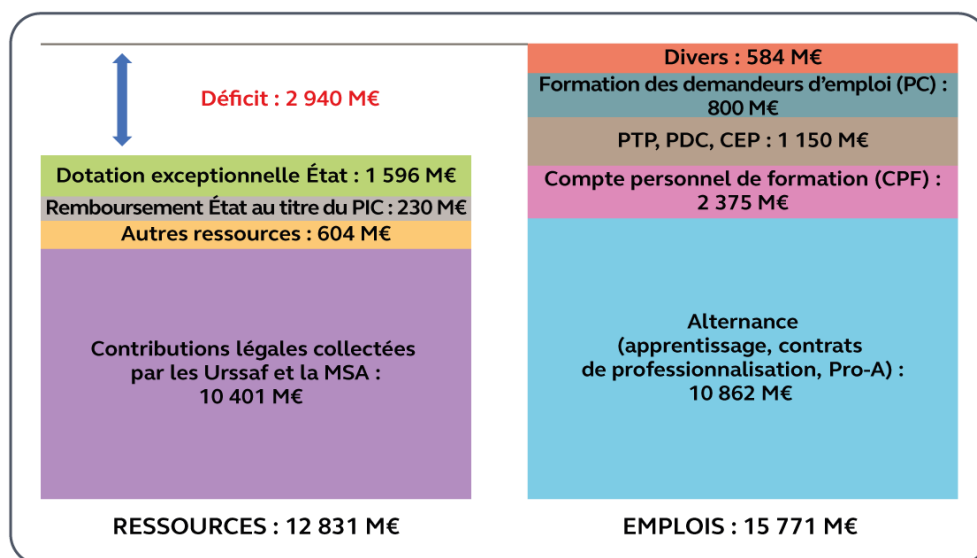 Déficit : 2 940 M€
Dotation exceptionnelle État : 1 596 M€
Remboursement État au titre du PIC : 230 M€
Autres ressources : 604 M€
Contributions légales collectées
par les Urssaf et la MSA :
10 401 M€
RESSOURCES : 12 831 M€
Divers : 584 M€
Formation des demandeurs d’emploi (PC) :
800 M€
PTP, PDC, CEP : 1 150 M€
Compte personnel de formation (CPF) :
2 375 M€
Alternance
(apprentissage, contrats
de professionnalisation, Pro-A) :
10 862 M€
EMPLOIS : 15 771 M€